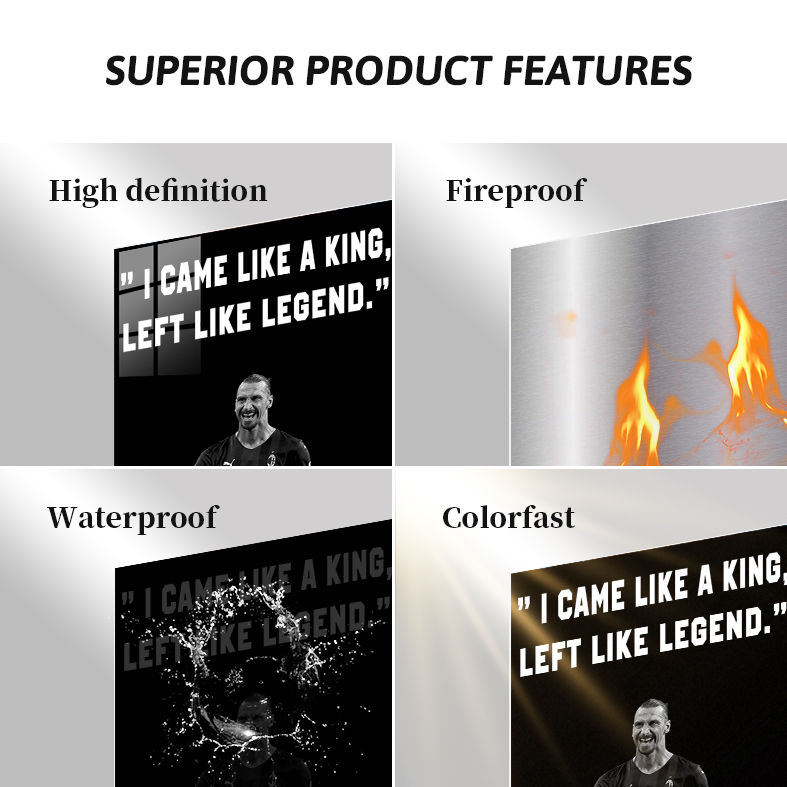 SUPERIOR PRODUCT FEATURES
High definition
Fireproof
” I CAME LIKE A KING,
LEFT LIKE LEGEND.”
Waterproof
Colorfast
” I CAME LIKE A KING,
LEFT LIKE LEGEND.”
” I CAME LIKE A KING,
LEFT LIKE LEGEND.”